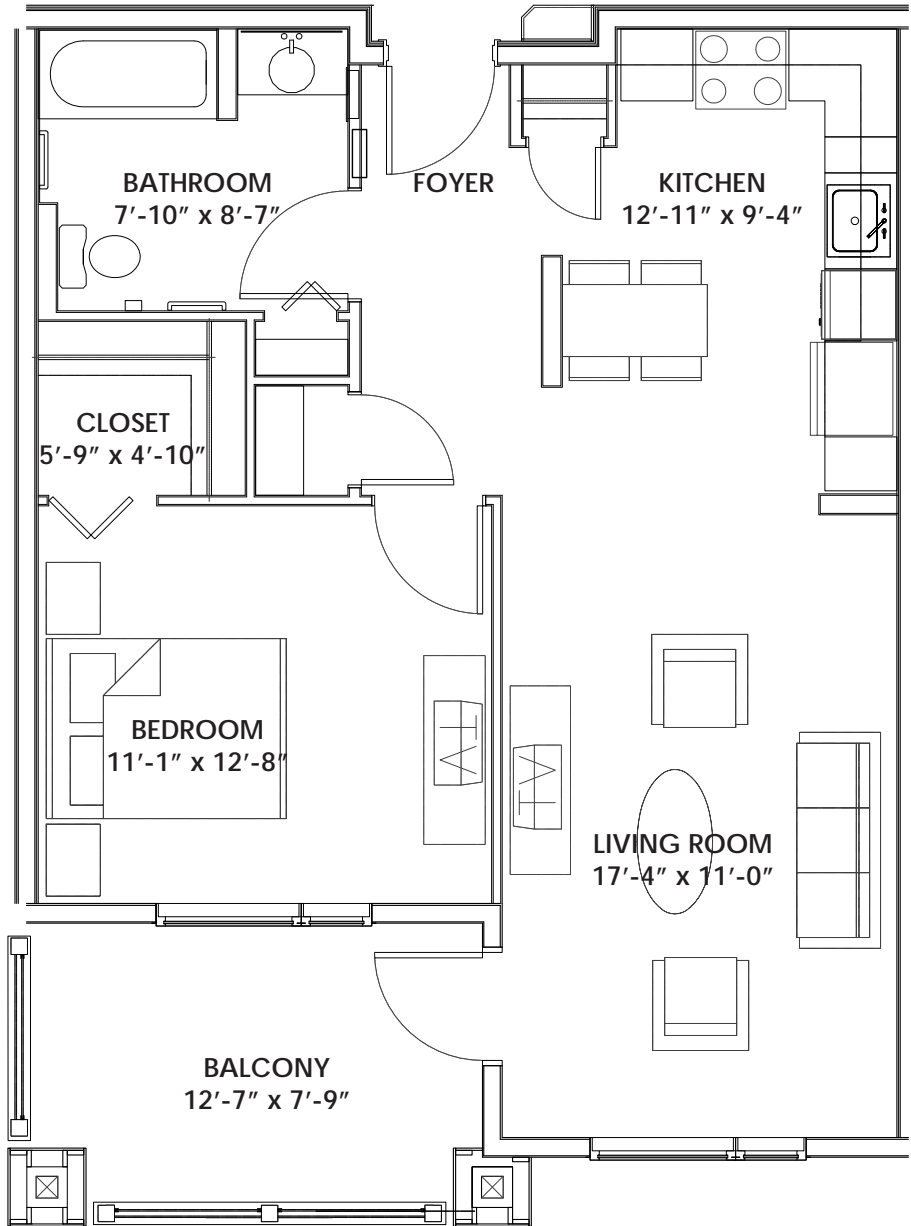 BATHROOM
7'-10" x 8'-7"
FOYER
KITCHEN
12'-11" x 9'-4"
CLOSET
5'-9" x 4'-10"
BEDROOM
11'-1" x 12'-8"
TV
TV
LIVING ROOM
17'-4" x 11'-0"
BALCONY
12'-7" x 7'-9"